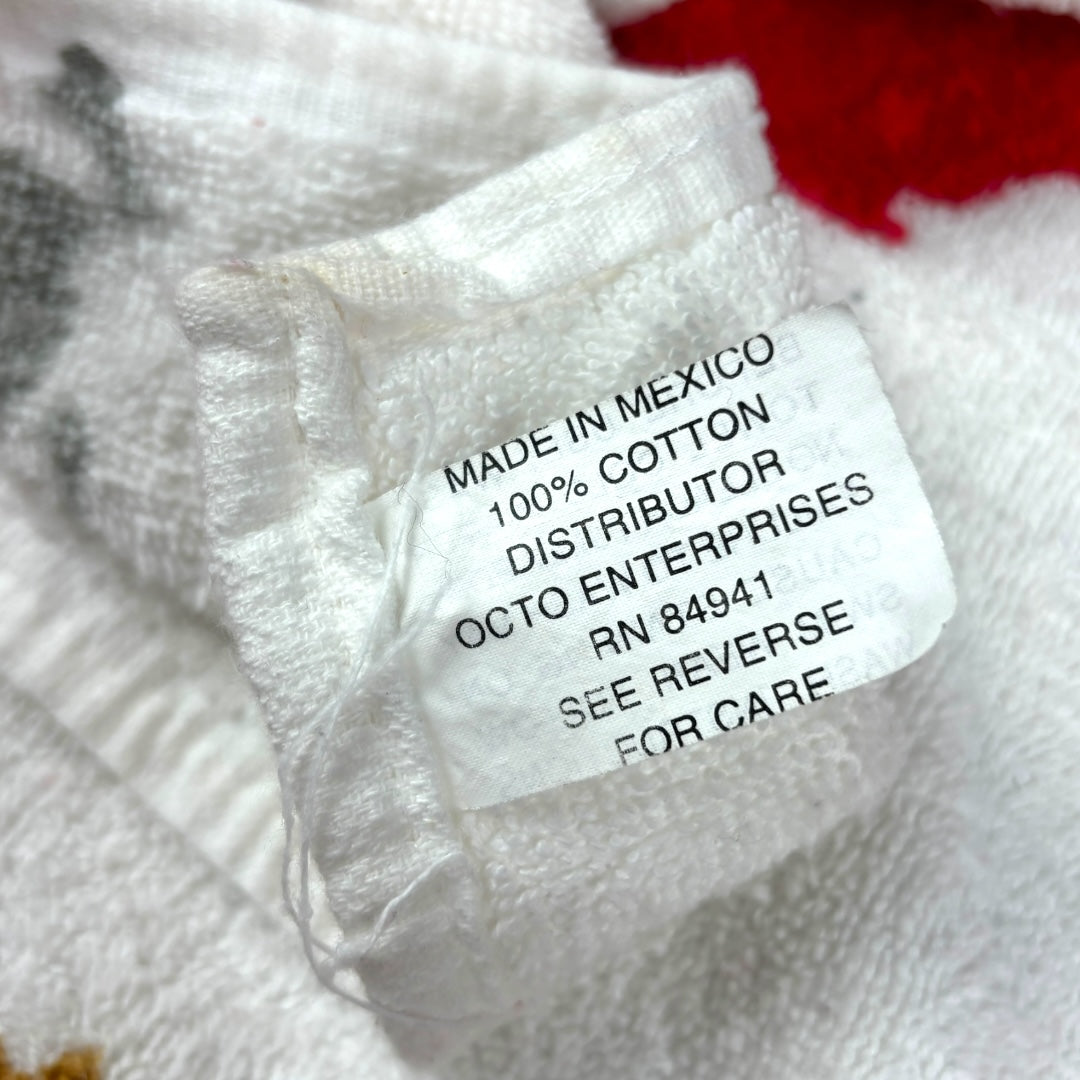 MADE IN MEXICO
100% COTTON
DISTRIBUTOR
OCTO ENTERPRISES
RN 84941
SEE REVERSE
FOR CARE